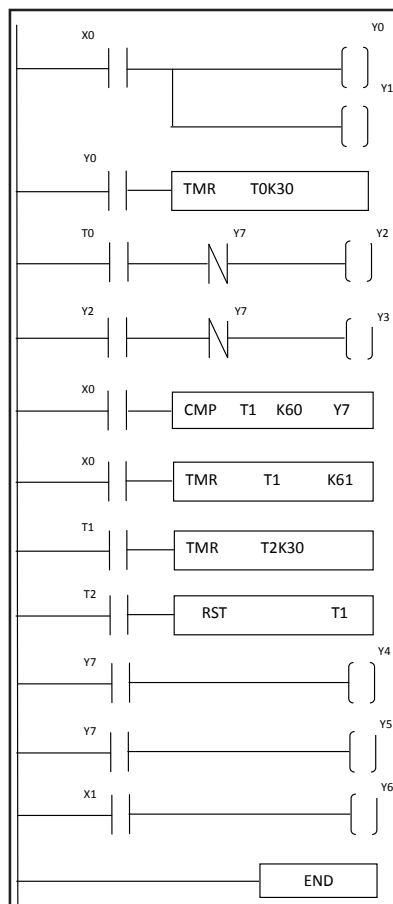 X0 Y0
Y1
Y0
TMR T0K30
T0 Y7 Y2
Y2 Y7 Y3
X0
CMP T1 K60 Y7
X0
TMR T1 K61
T1
TMR T2K30
T2
RST T1
Y7 Y4
Y7 Y5
X1 Y6
END